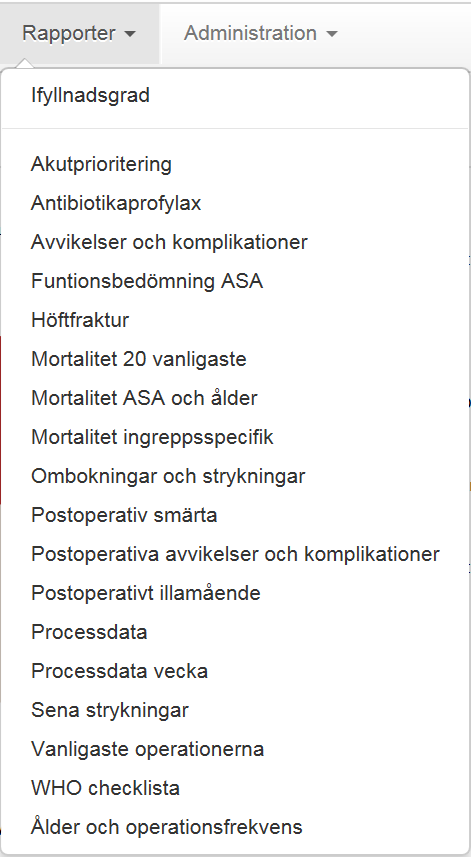 Rapporter Administration
Ifyllnadsgrad
Akutprioritering
Antibiotikaprofylax
Avvikelser och komplikationer
Funtionsbedömning ASA
Höftfraktur
Mortalitet 20 vanligaste
Mortalitet ASA och ålder
Mortalitet ingreppsspecifik
Ombokningar och strykningar
Postoperativ smärta
Postoperativa avvikelser och komplikationer
Postoperativt illamående
Processdata
Processdata vecka
Sena strykningar
Vanligaste operationerna
WHO checklista
Ålder och operationsfrekvens